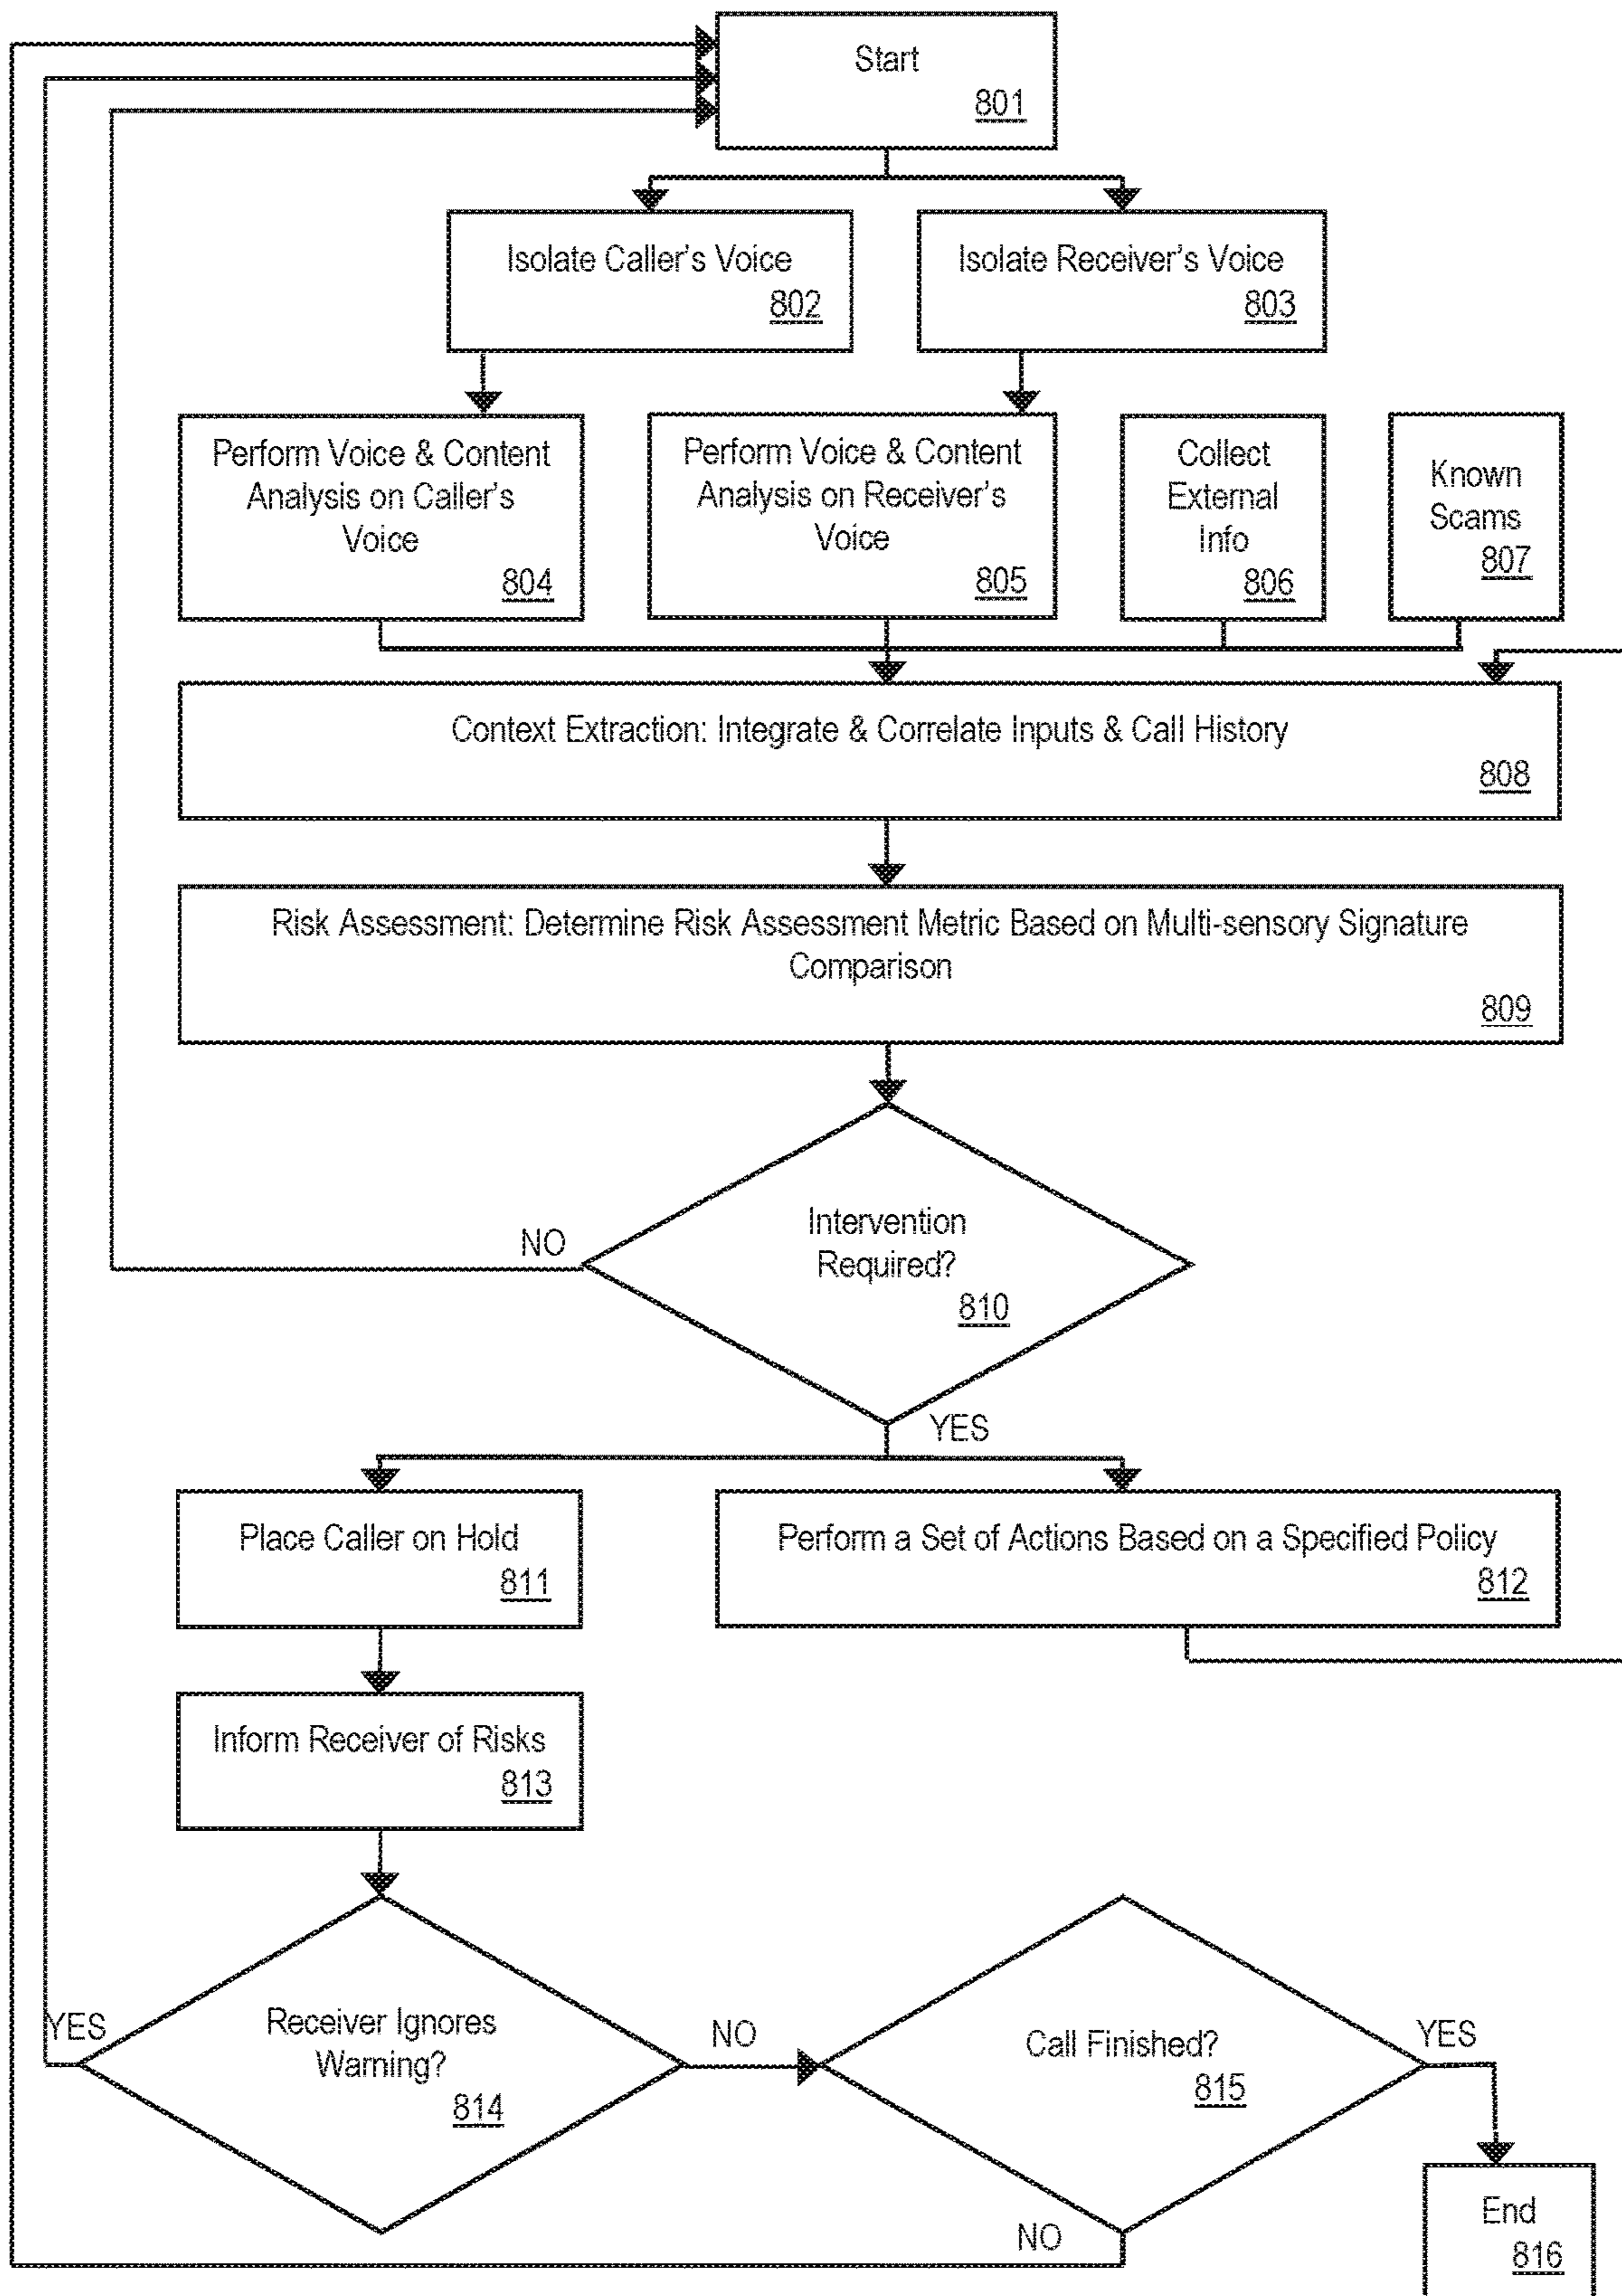 Start
801
Isolate Caller's Voice
802
Isolate Receiver's Voice
803
Perform Voice & Content
Analysis on Caller's
Voice
804
Perform Voice & Content
Analysis on Receiver's
Voice
805
Collect
External
Info
806
Known
Scams
807
Context Extraction: Integrate & Correlate Inputs & Call History
808
Risk Assessment: Determine Risk Assessment Metric Based on Multi-sensory Signature
Comparison
809
Intervention
Required?
810
NO
YES
Place Caller on Hold
811
Perform a Set of Actions Based on a Specified Policy
812
Inform Receiver of Risks
813
Receiver Ignores
Warning?
814
YES
NO
Call Finished?
815
YES
NO
End
816